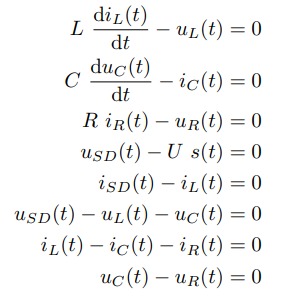 L di_L(t)/dt − u_L(t) = 0
C du_C(t)/dt − i_C(t) = 0
R i_R(t) − u_R(t) = 0
u_SD(t) − U s(t) = 0
i_SD(t) − i_L(t) = 0
u_SD(t) − u_L(t) − u_C(t) = 0
i_L(t) − i_C(t) − i_R(t) = 0
u_C(t) − u_R(t) = 0